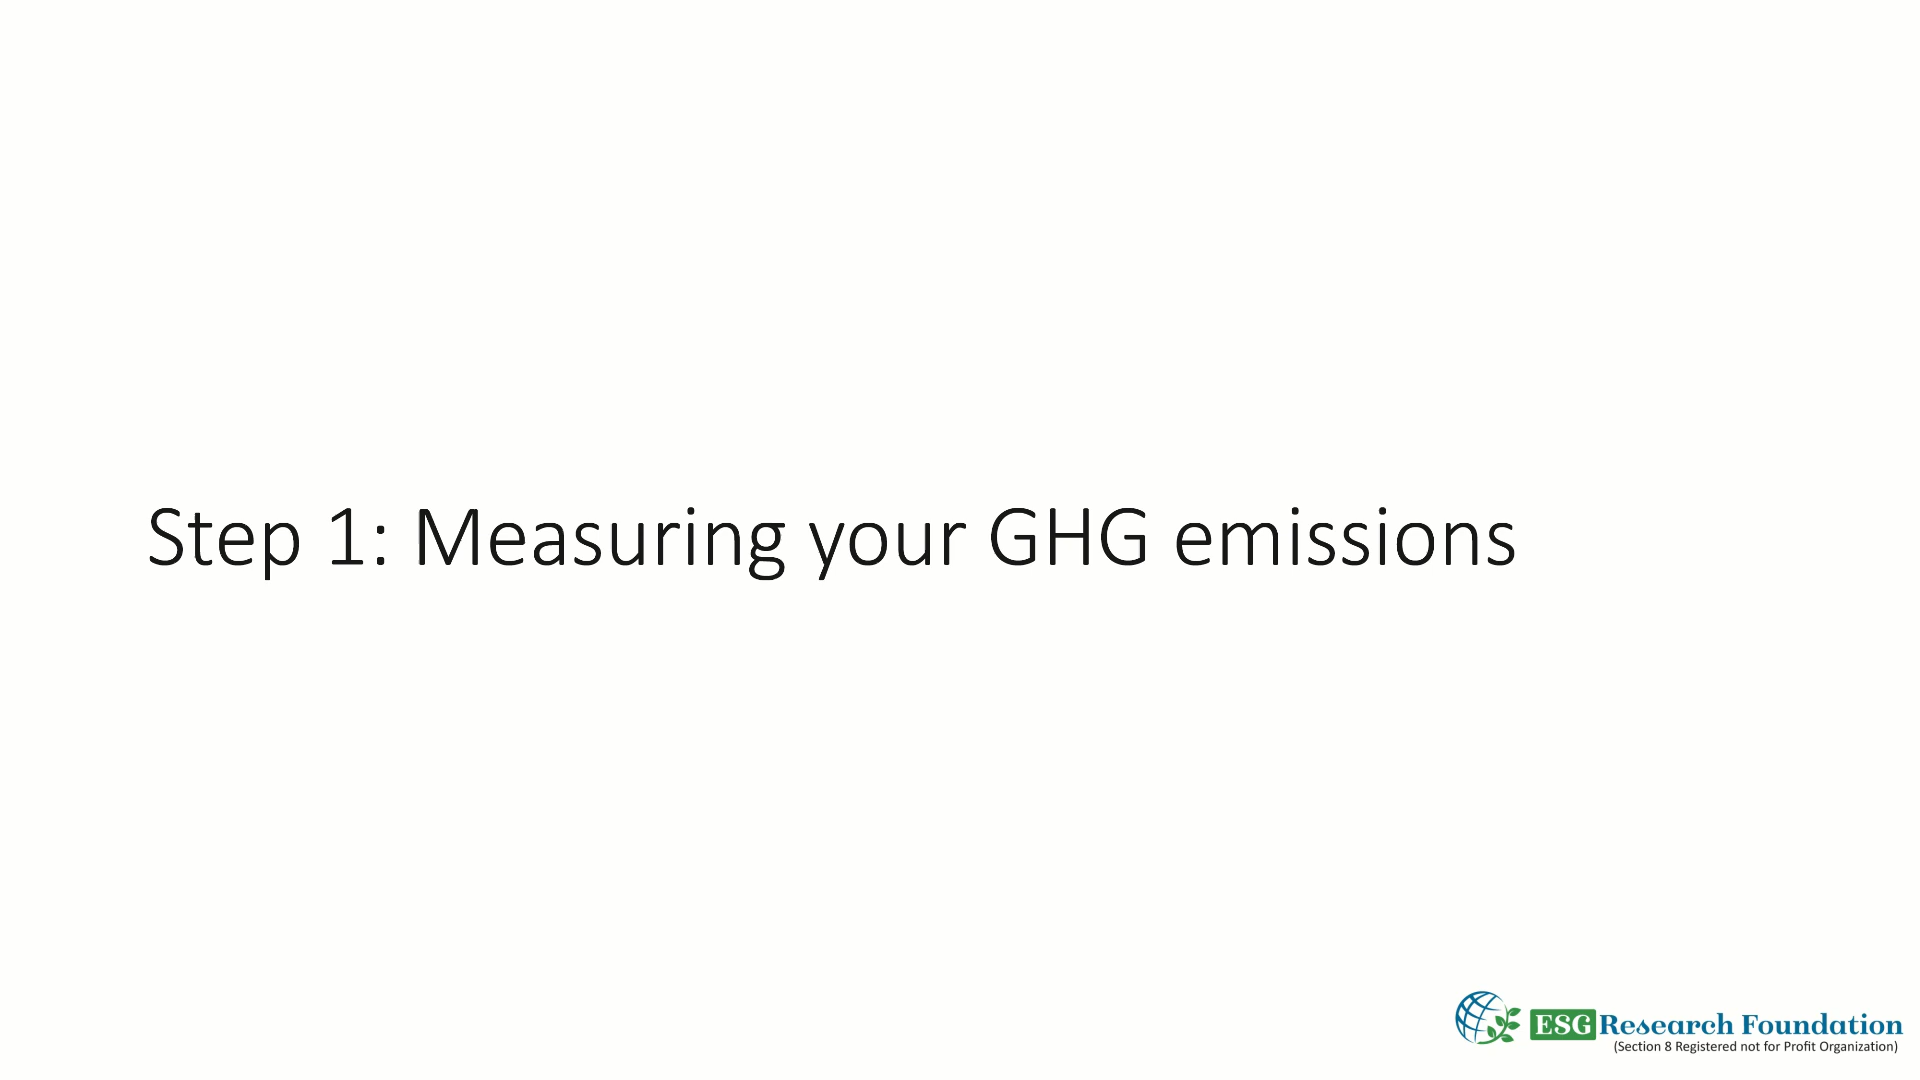 Step 1: Measuring your GHG emissions
ESG Research Foundation
(Section 8 Registered not for Profit Organization)